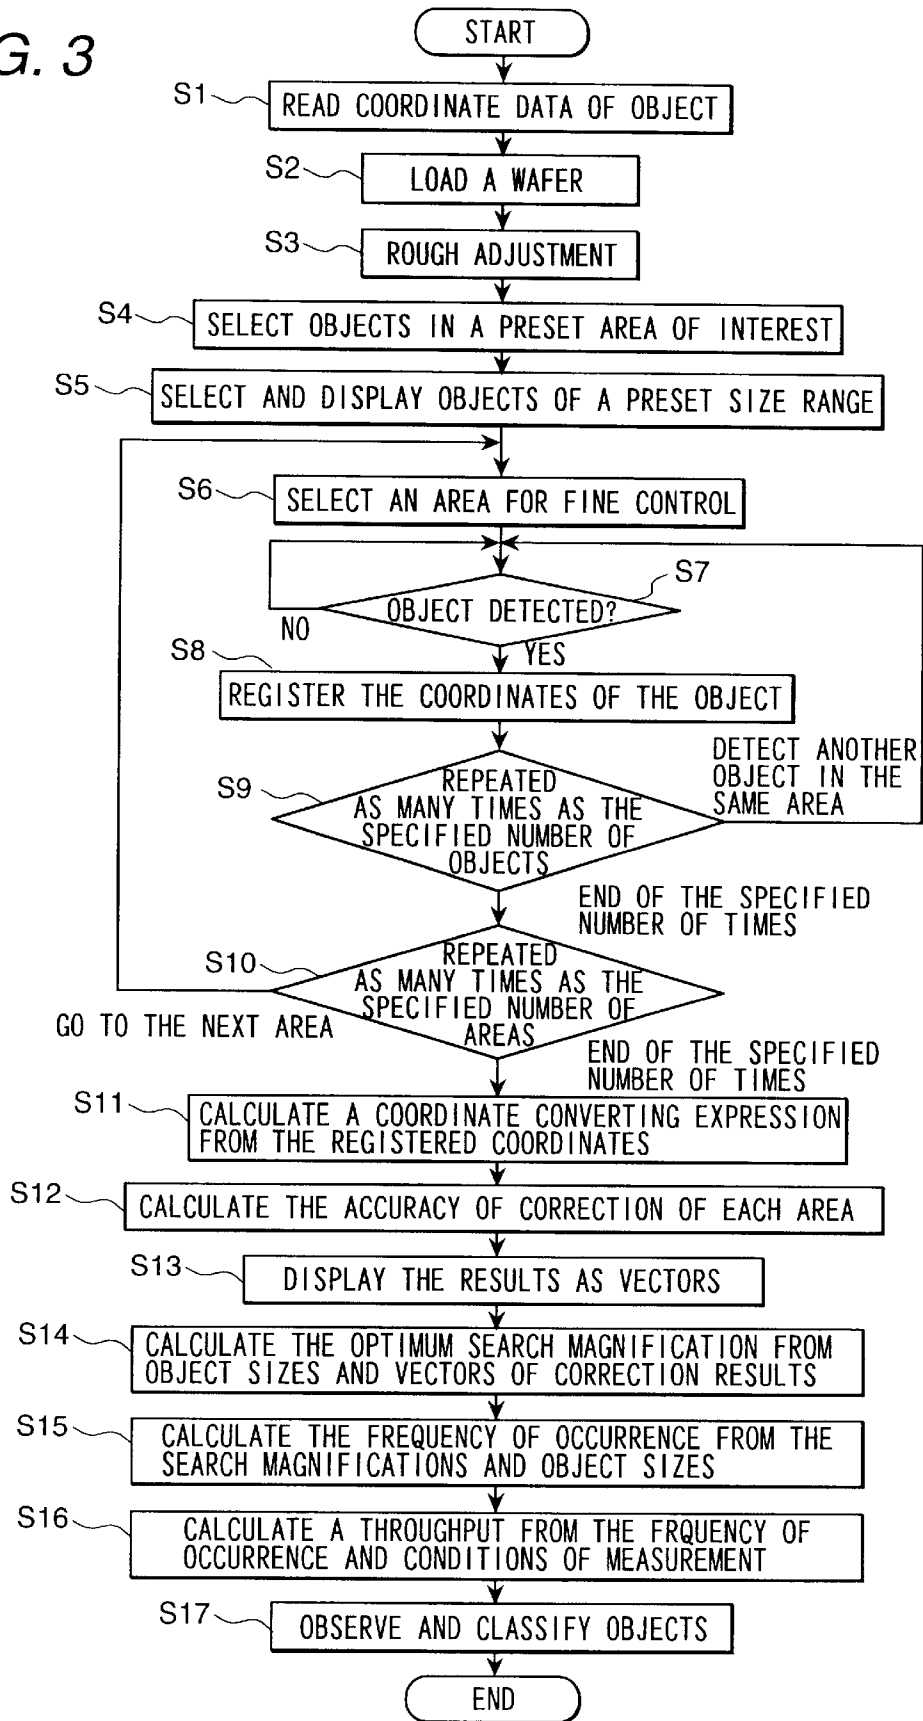 G. 3
START
S1
READ COORDINATE DATA OF OBJECT
S2
LOAD A WAFER
S3
ROUGH ADJUSTMENT
S4
SELECT OBJECTS IN A PRESET AREA OF INTEREST
S5
SELECT AND DISPLAY OBJECTS OF A PRESET SIZE RANGE
S6
SELECT AN AREA FOR FINE CONTROL
S7
OBJECT DETECTED?
NO
YES
S8
REGISTER THE COORDINATES OF THE OBJECT
DETECT ANOTHER
OBJECT IN THE
SAME AREA
S9
REPEATED
AS MANY TIMES AS THE
SPECIFIED NUMBER OF
OBJECTS
END OF THE SPECIFIED
NUMBER OF TIMES
S10
REPEATED
AS MANY TIMES AS THE
SPECIFIED NUMBER OF
AREAS
GO TO THE NEXT AREA
END OF THE SPECIFIED
NUMBER OF TIMES
S11
CALCULATE A COORDINATE CONVERTING EXPRESSION
FROM THE REGISTERED COORDINATES
S12
CALCULATE THE ACCURACY OF CORRECTION OF EACH AREA
S13
DISPLAY THE RESULTS AS VECTORS
S14
CALCULATE THE OPTIMUM SEARCH MAGNIFICATION FROM
OBJECT SIZES AND VECTORS OF CORRECTION RESULTS
S15
CALCULATE THE FREQUENCY OF OCCURRENCE FROM THE
SEARCH MAGNIFICATIONS AND OBJECT SIZES
S16
CALCULATE A THROUGHPUT FROM THE FRQUENCY OF
OCCURRENCE AND CONDITIONS OF MEASUREMENT
S17
OBSERVE AND CLASSIFY OBJECTS
END